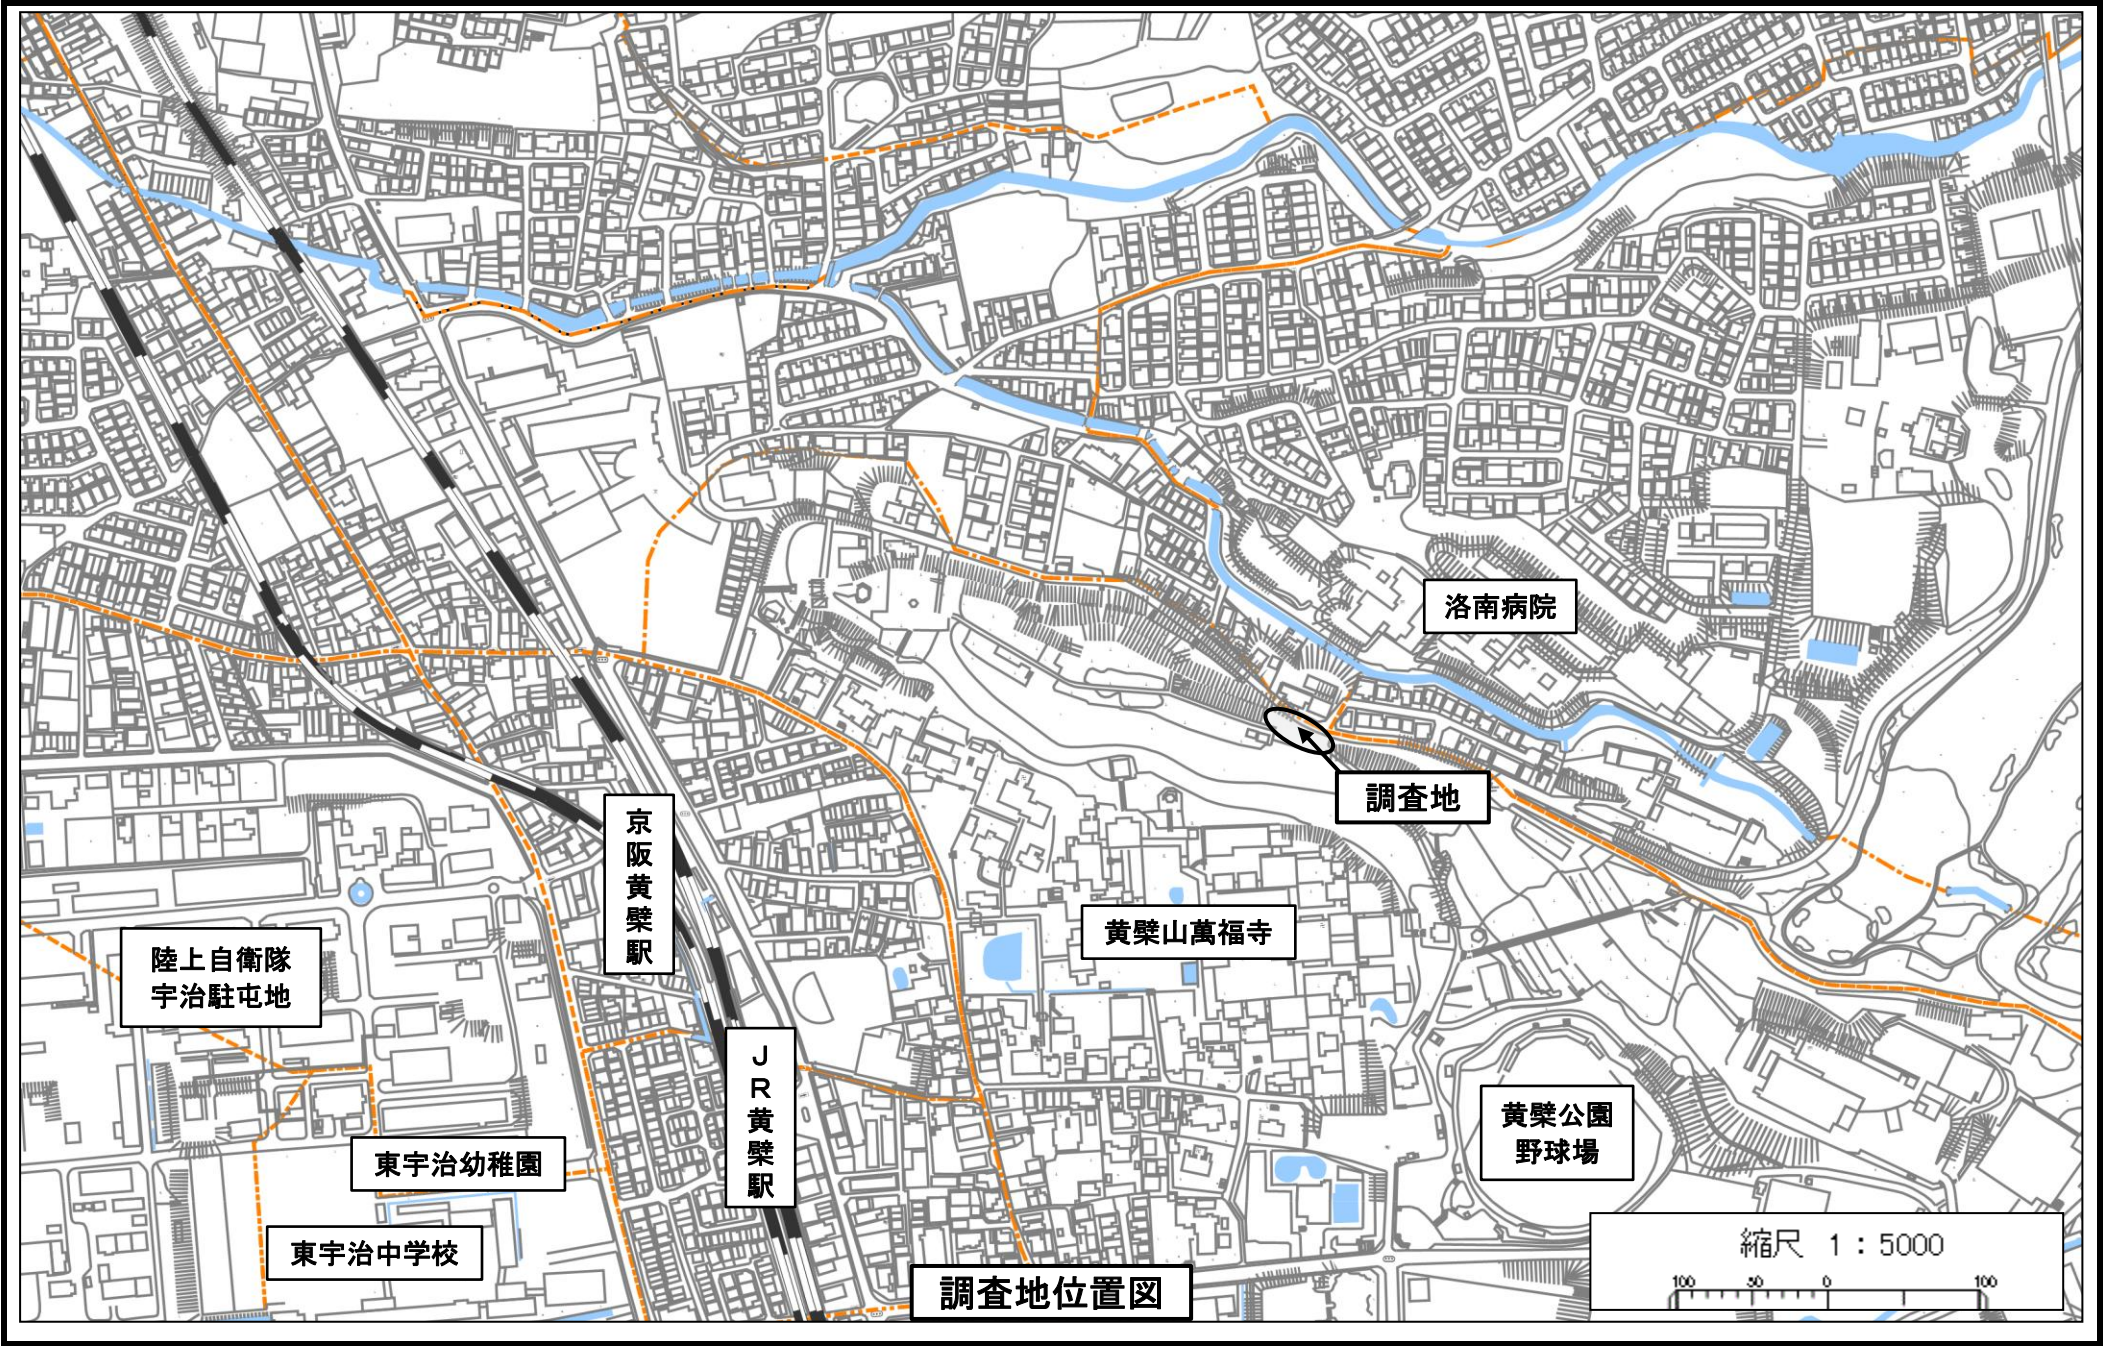 洛南病院
調査地
京阪黄檗駅
黄檗山萬福寺
陸上自衛隊
宇治駐屯地
JR黄檗駅
黄檗公園
野球場
東宇治幼稚園
東宇治中学校
調査地位置図
縮尺 1:5000
100 50 0 100